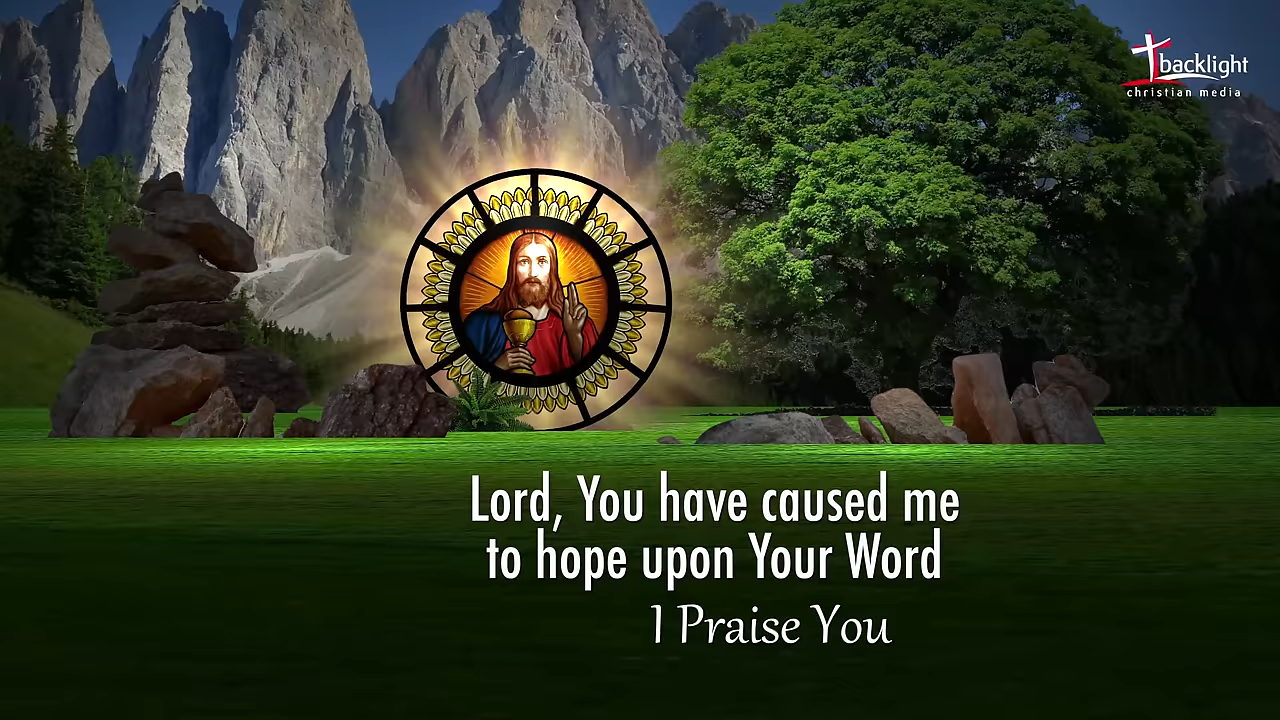 backlight
christian media
Lord, You have caused me
to hope upon Your Word
I Praise You